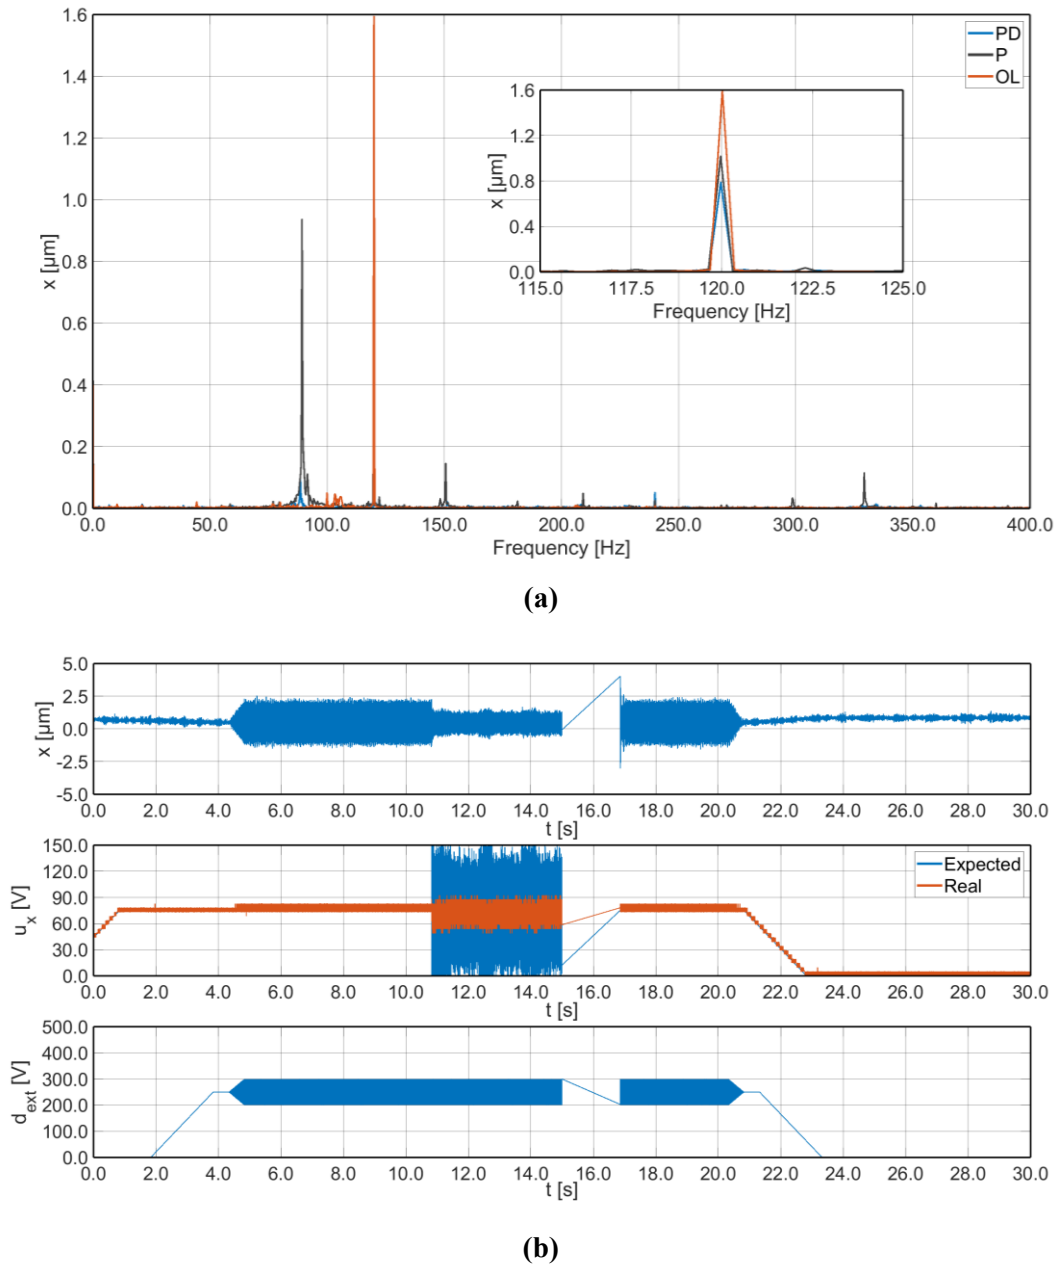 1.6
1.4
1.2
1.0
0.8
0.6
0.4
0.2
0.0
x [μm]
0.0 50.0 100.0 150.0 200.0 250.0 300.0 350.0 400.0
Frequency [Hz]
PD
P
OL
1.6
1.2
0.8
0.4
0.0
x [μm]
115.0 117.5 120.0 122.5 125.0
Frequency [Hz]
(a)
5.0
2.5
0.0
-2.5
-5.0
x [μm]
0.0 2.0 4.0 6.0 8.0 10.0 12.0 14.0 16.0 18.0 20.0 22.0 24.0 26.0 28.0 30.0
t [s]
150.0
120.0
90.0
60.0
30.0
0.0
u_x [V]
Expected
Real
0.0 2.0 4.0 6.0 8.0 10.0 12.0 14.0 16.0 18.0 20.0 22.0 24.0 26.0 28.0 30.0
t [s]
500.0
400.0
300.0
200.0
100.0
0.0
d_ext [V]
0.0 2.0 4.0 6.0 8.0 10.0 12.0 14.0 16.0 18.0 20.0 22.0 24.0 26.0 28.0 30.0
t [s]
(b)